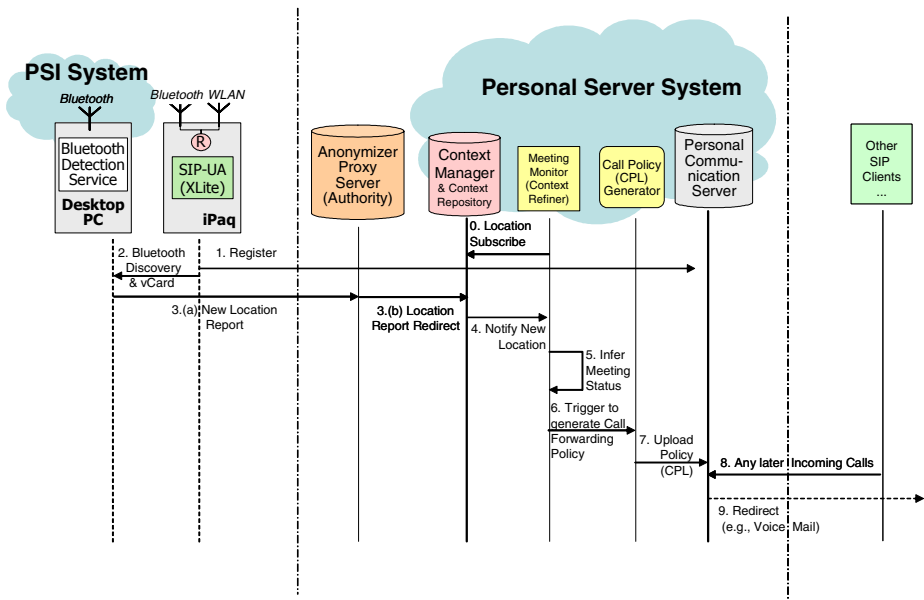 PSI System
Personal Server System
Bluetooth
Bluetooth WLAN
R
Bluetooth
Detection
Service
Desktop
PC
SIP-UA
(XLite)
iPaq
Anonymizer
Proxy
Server
(Authority)
Context
Manager
& Context
Repository
Meeting
Monitor
(Context
Refiner)
Call Policy
(CPL)
Generator
Personal
Commu-
nication
Server
Other
SIP
Clients
...
0. Location
Subscribe
1. Register
2. Bluetooth
Discovery
& vCard
3.(a) New Location
Report
3.(b) Location
Report Redirect
4. Notify New
Location
5. Infer
Meeting
Status
6. Trigger to
generate Call
Forwarding
Policy
7. Upload
Policy
(CPL)
8. Any later Incoming Calls
9. Redirect
(e.g., Voice Mail)